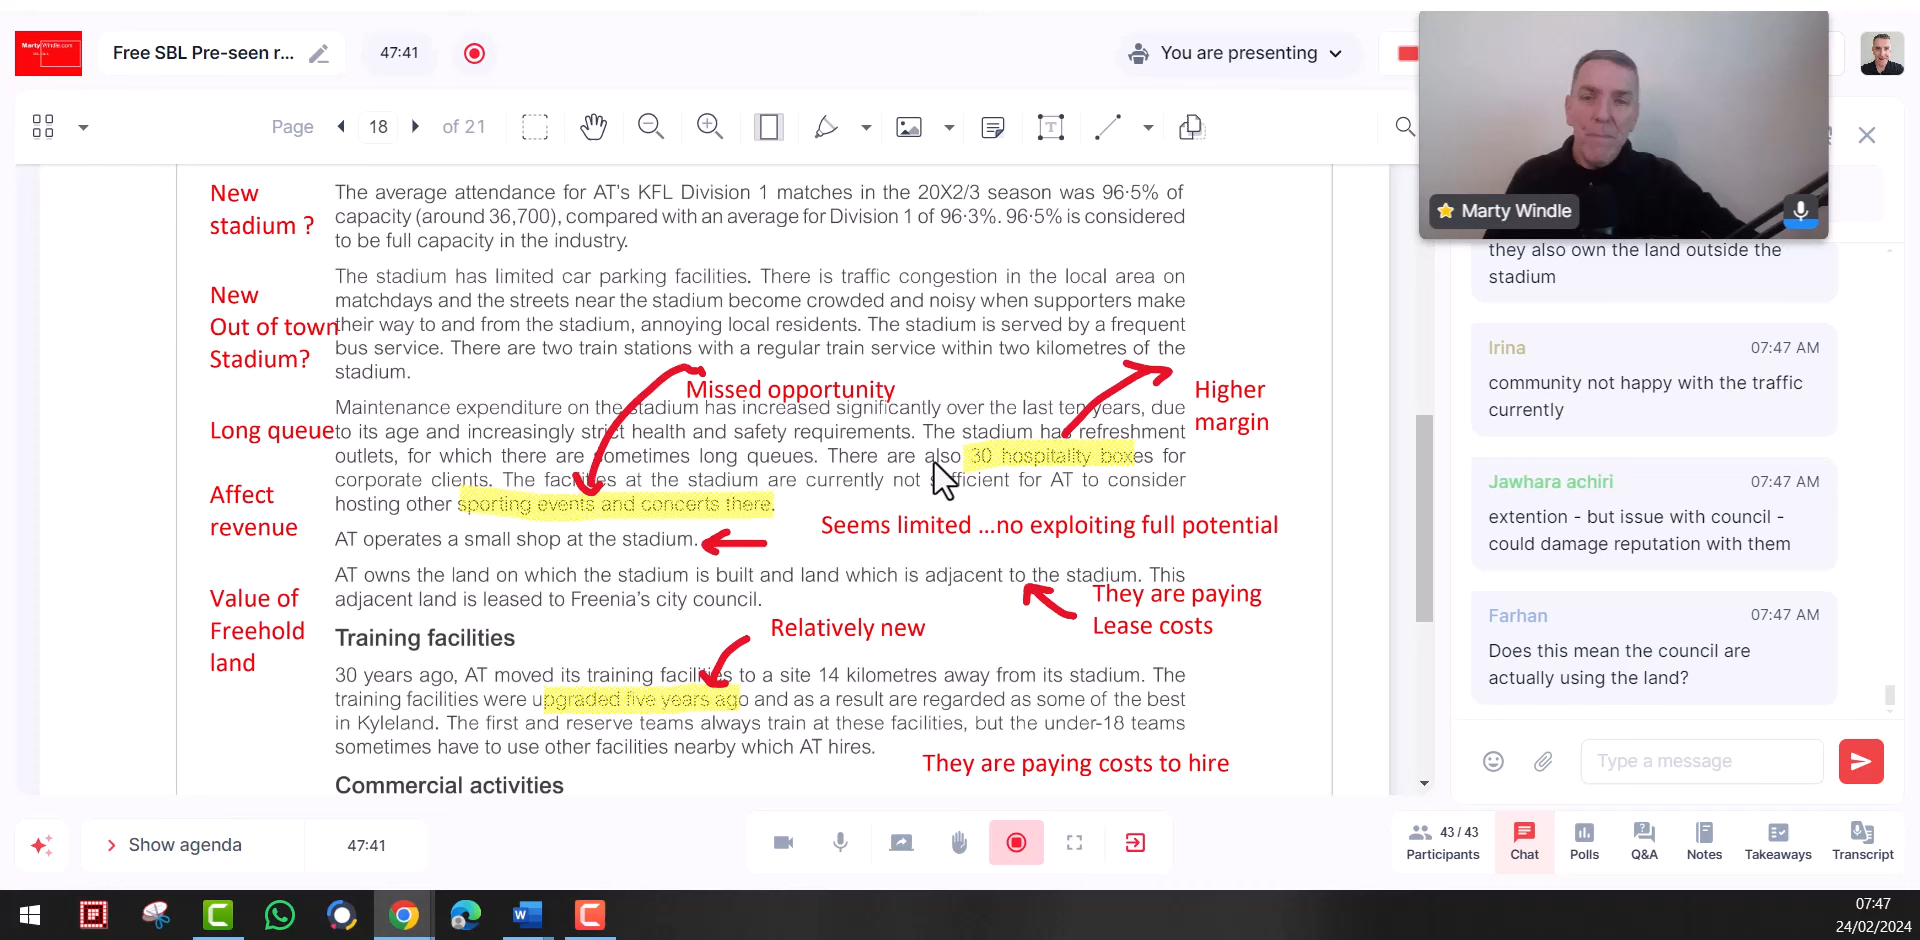 MartyWindle.com
Free SBL Pre-seen r...
47:41
You are presenting
Page 18 of 21
New
stadium ?
The average attendance for AT's KFL Division 1 matches in the 20X2/3 season was 96·5% of
capacity (around 36,700), compared with an average for Division 1 of 96·3%. 96·5% is considered
to be full capacity in the industry.
New
Out of town
Stadium?
The stadium has limited car parking facilities. There is traffic congestion in the local area on
matchdays and the streets near the stadium become crowded and noisy when supporters make
their way to and from the stadium, annoying local residents. The stadium is served by a frequent
bus service. There are two train stations with a regular train service within two kilometres of the
stadium.
Missed opportunity
Higher
margin
Long queue
Maintenance expenditure on the stadium has increased significantly over the last ten years, due
to its age and increasingly strict health and safety requirements. The stadium has refreshment
outlets, for which there are sometimes long queues. There are also 30 hospitality boxes for
corporate clients. The facilities at the stadium are currently not sufficient for AT to consider
hosting other sporting events and concerts there.
Affect
revenue
Seems limited ...no exploiting full potential
AT operates a small shop at the stadium.
AT owns the land on which the stadium is built and land which is adjacent to the stadium. This
adjacent land is leased to Freenia's city council.
They are paying
Lease costs
Value of
Freehold
land
Training facilities
Relatively new
30 years ago, AT moved its training facilities to a site 14 kilometres away from its stadium. The
training facilities were upgraded five years ago and as a result are regarded as some of the best
in Kyleland. The first and reserve teams always train at these facilities, but the under-18 teams
sometimes have to use other facilities nearby which AT hires.
They are paying costs to hire
Commercial activities
Marty Windle
they also own the land outside the
stadium
Irina 07:47 AM
community not happy with the traffic
currently
Jawhara achiri 07:47 AM
extention - but issue with council -
could damage reputation with them
Farhan 07:47 AM
Does this mean the council are
actually using the land?
Type a message
Show agenda
47:41
43 / 43
Participants
Chat
Polls
Q&A
Notes
Takeaways
Transcript
07:47
24/02/2024